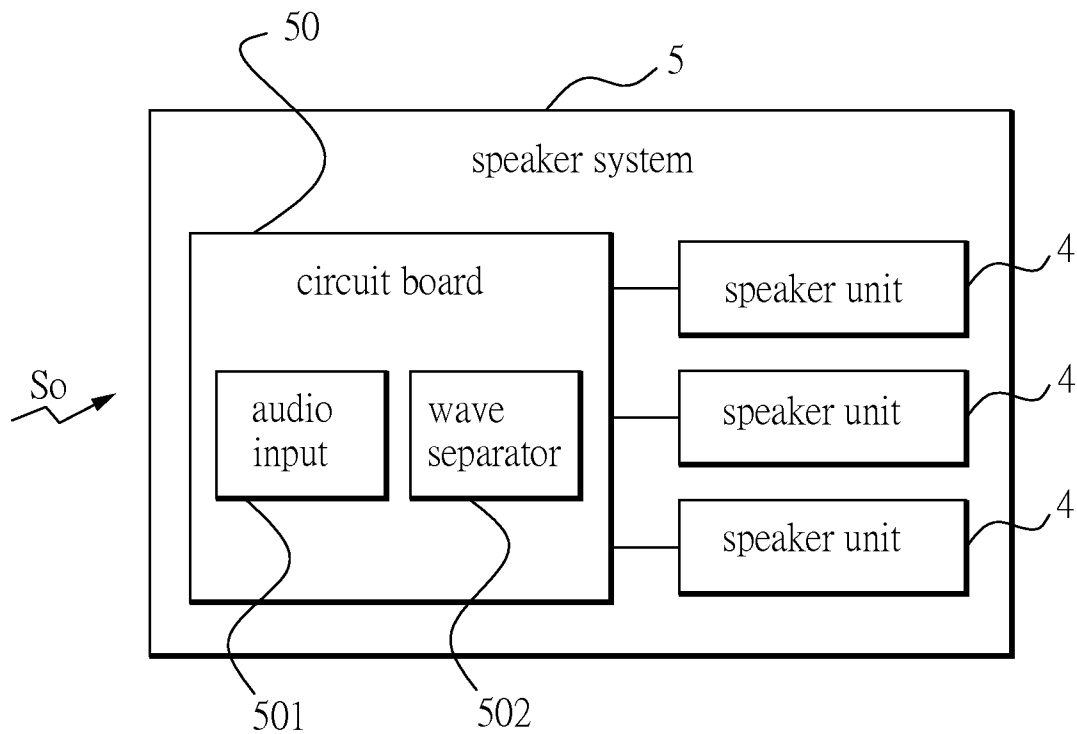 50
5
speaker system
circuit board
speaker unit
4
So
audio
input
wave
separator
speaker unit
4
speaker unit
4
501
502